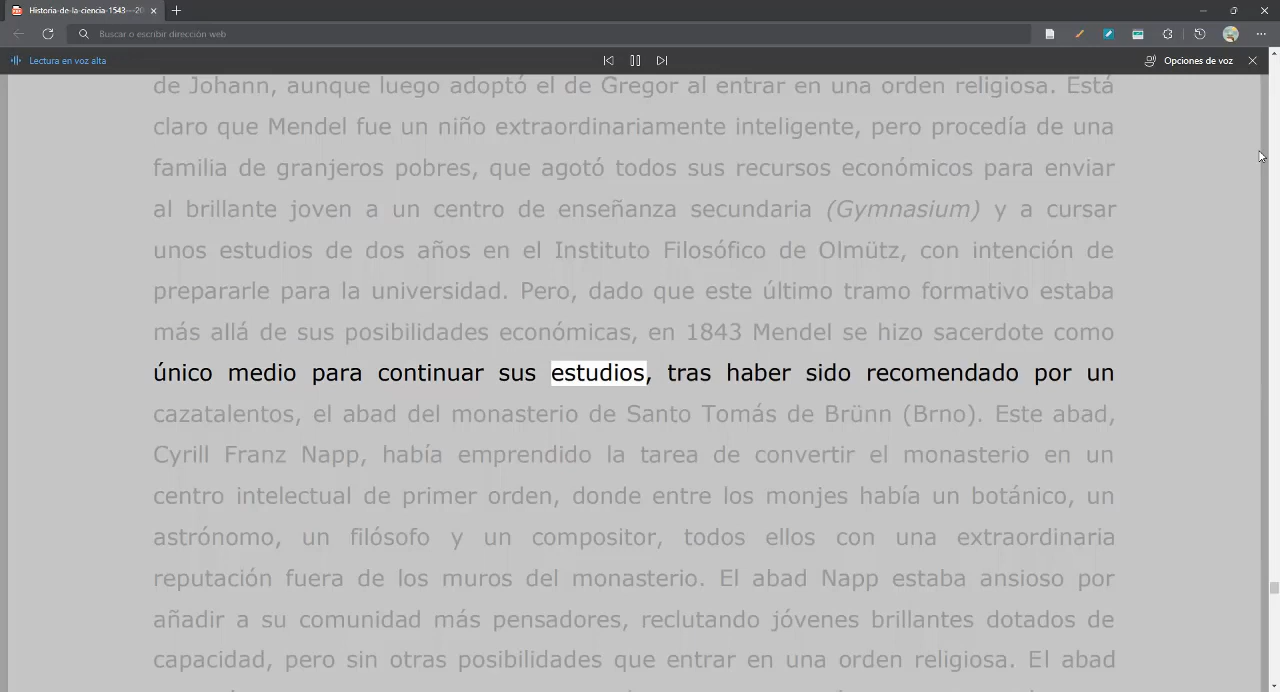 Historia-de-la-ciencia-1543---20
Buscar o escribir dirección web
Lectura en voz alta
Opciones de voz
de Johann, aunque luego adoptó el de Gregor al entrar en una orden religiosa. Está
claro que Mendel fue un niño extraordinariamente inteligente, pero procedía de una
familia de granjeros pobres, que agotó todos sus recursos económicos para enviar
al brillante joven a un centro de enseñanza secundaria (Gymnasium) y a cursar
unos estudios de dos años en el Instituto Filosófico de Olmütz, con intención de
prepararle para la universidad. Pero, dado que este último tramo formativo estaba
más allá de sus posibilidades económicas, en 1843 Mendel se hizo sacerdote como
único medio para continuar sus estudios, tras haber sido recomendado por un
cazatalentos, el abad del monasterio de Santo Tomás de Brünn (Brno). Este abad,
Cyrill Franz Napp, había emprendido la tarea de convertir el monasterio en un
centro intelectual de primer orden, donde entre los monjes había un botánico, un
astrónomo, un filósofo y un compositor, todos ellos con una extraordinaria
reputación fuera de los muros del monasterio. El abad Napp estaba ansioso por
añadir a su comunidad más pensadores, reclutando jóvenes brillantes dotados de
capacidad, pero sin otras posibilidades que entrar en una orden religiosa. El abad